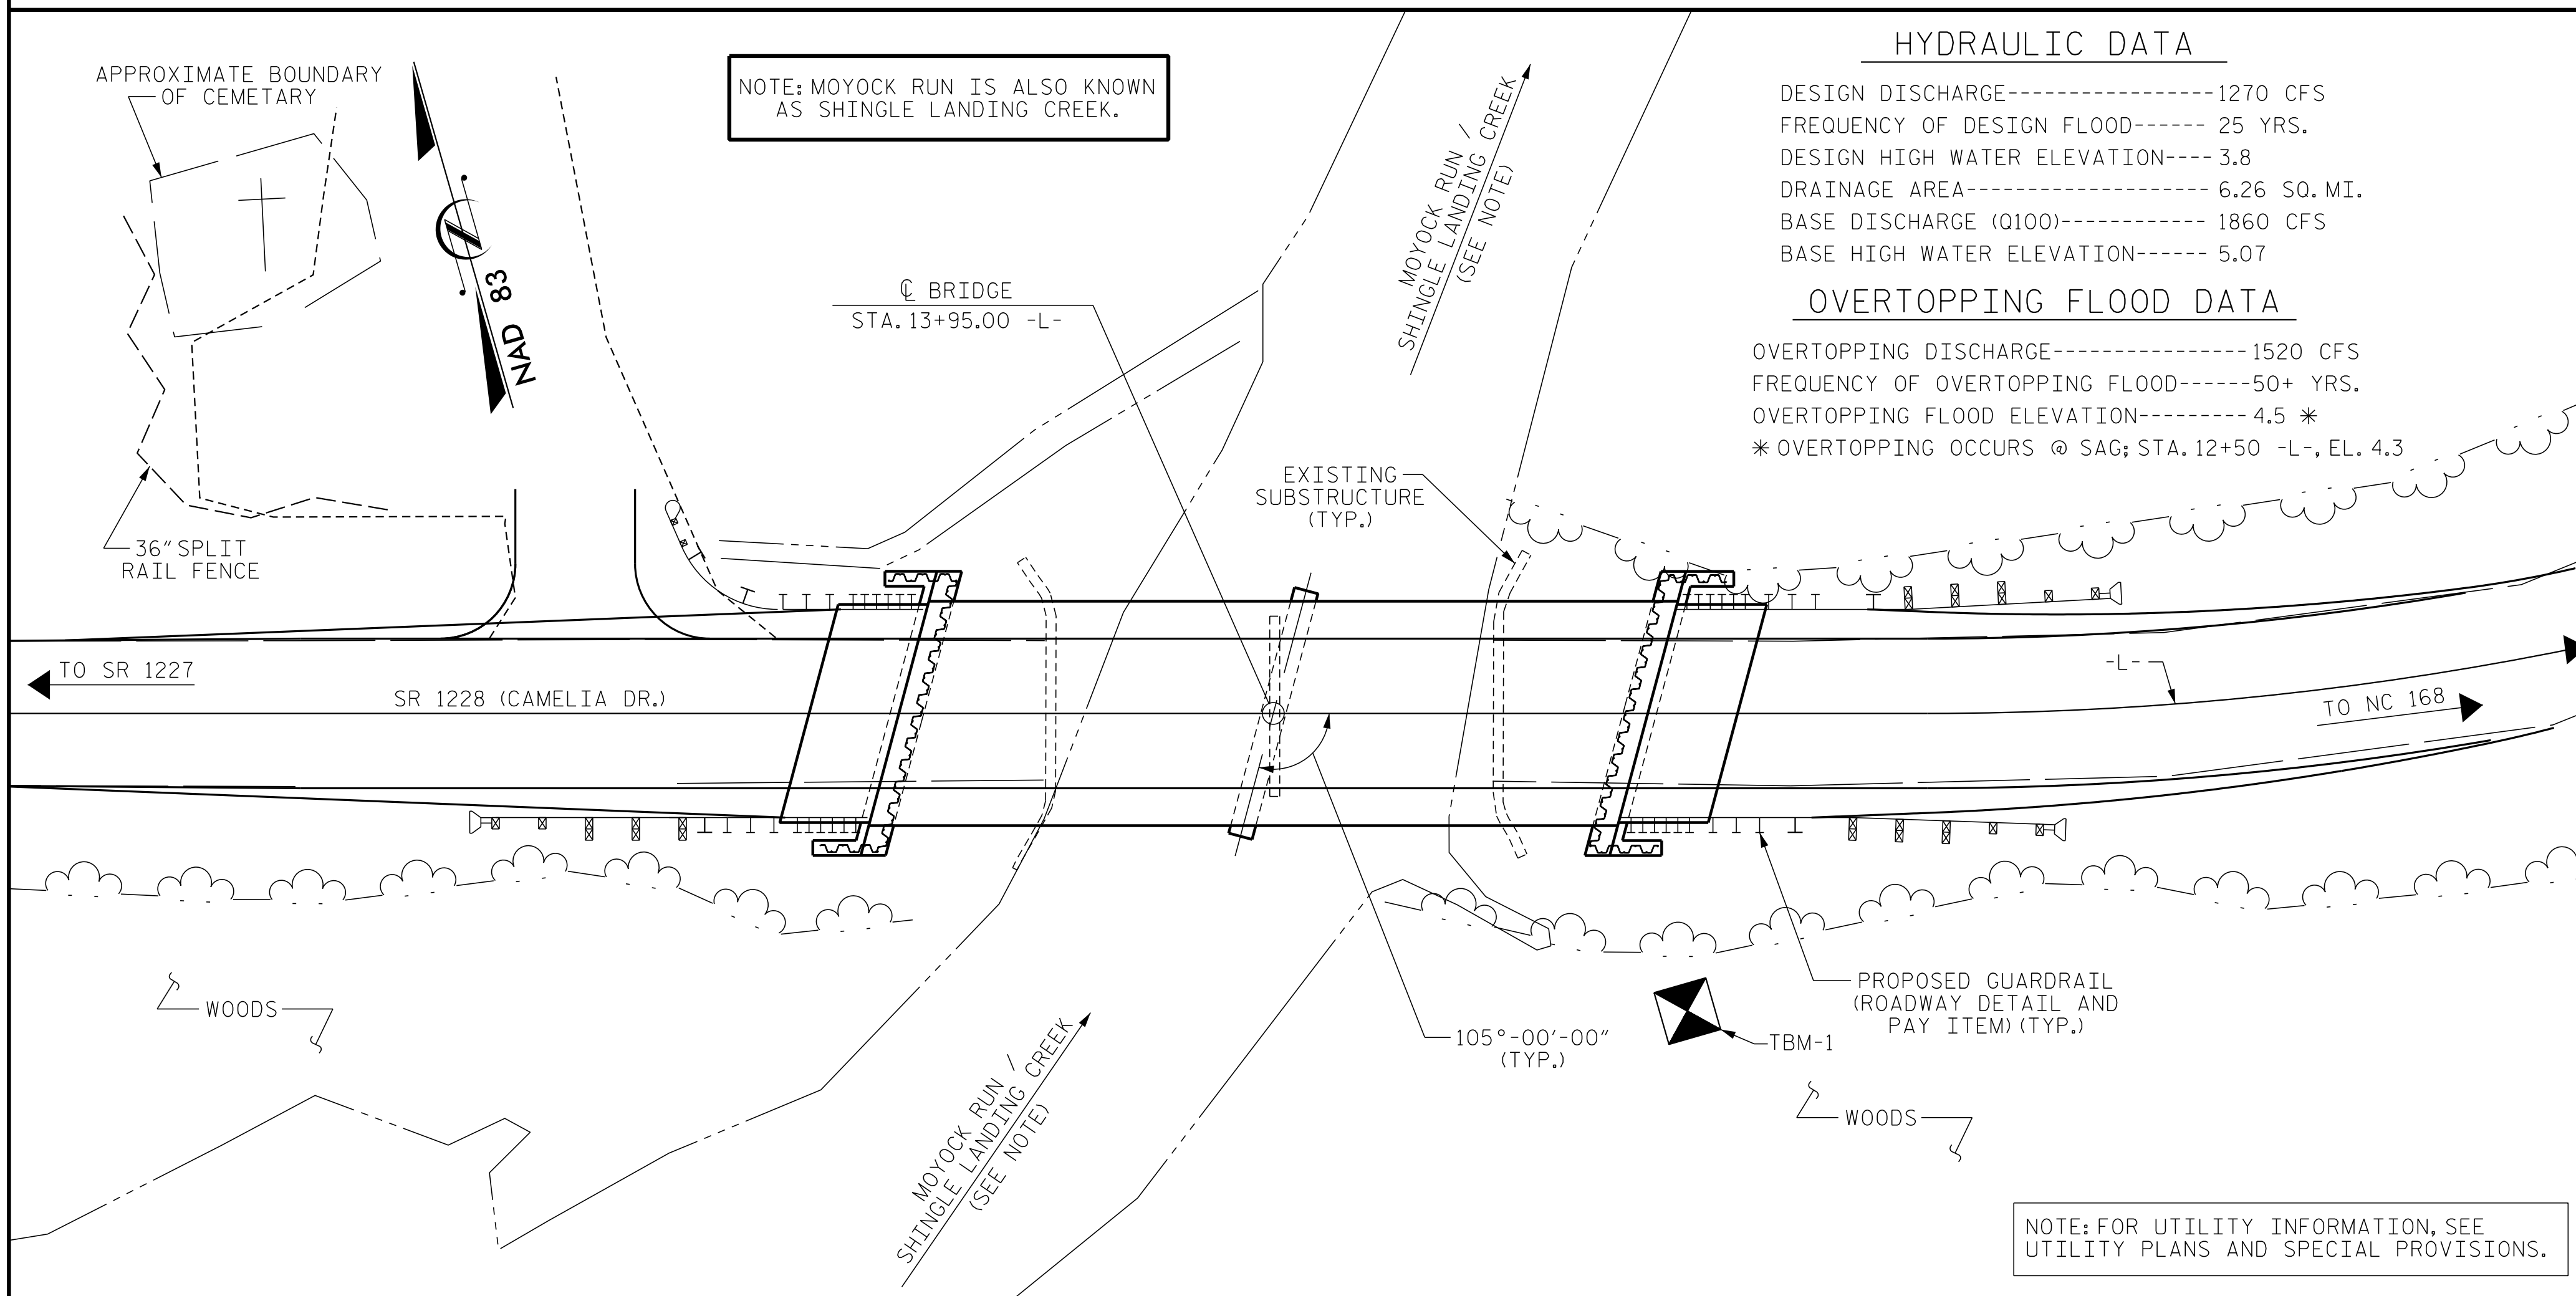 APPROXIMATE BOUNDARY
OF CEMETARY
NAD 83
NOTE: MOYOCK RUN IS ALSO KNOWN
AS SHINGLE LANDING CREEK.
℄ BRIDGE
STA. 13+95.00 -L-
MOYOCK RUN /
SHINGLE LANDING CREEK
(SEE NOTE)
HYDRAULIC DATA
DESIGN DISCHARGE----------------- 1270 CFS
FREQUENCY OF DESIGN FLOOD------ 25 YRS.
DESIGN HIGH WATER ELEVATION---- 3.8
DRAINAGE AREA-------------------- 6.26 SQ. MI.
BASE DISCHARGE (Q100)------------ 1860 CFS
BASE HIGH WATER ELEVATION------ 5.07
OVERTOPPING FLOOD DATA
OVERTOPPING DISCHARGE---------------- 1520 CFS
FREQUENCY OF OVERTOPPING FLOOD------50+ YRS.
OVERTOPPING FLOOD ELEVATION--------- 4.5 *
* OVERTOPPING OCCURS @ SAG; STA. 12+50 -L-, EL. 4.3
EXISTING
SUBSTRUCTURE
(TYP.)
36" SPLIT
RAIL FENCE
TO SR 1227
SR 1228 (CAMELIA DR.)
-L-
TO NC 168
WOODS
MOYOCK RUN /
SHINGLE LANDING CREEK
(SEE NOTE)
105°-00'-00"
(TYP.)
TBM-1
PROPOSED GUARDRAIL
(ROADWAY DETAIL AND
PAY ITEM) (TYP.)
WOODS
NOTE: FOR UTILITY INFORMATION, SEE
UTILITY PLANS AND SPECIAL PROVISIONS.